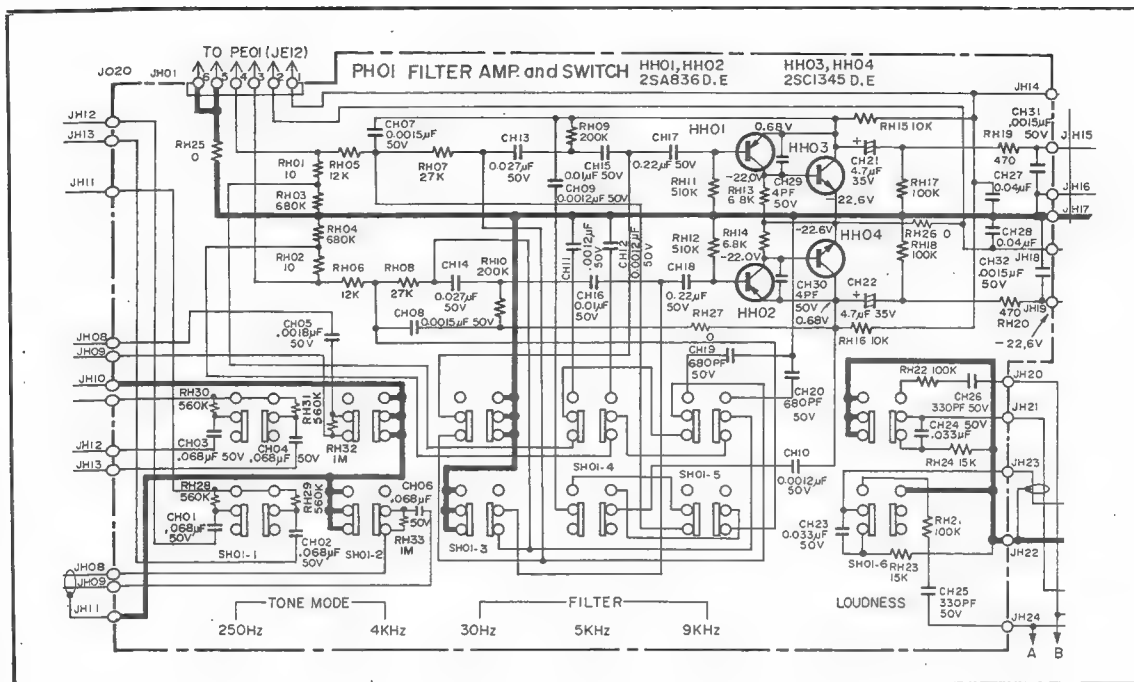 TO PE01 (JE12)
J020
JH01
6 5 4 3 2 1
PH01 FILTER AMP. and SWITCH
HH01, HH02
2SA836D.E
HH03, HH04
2SC1345D.E
JH12
JH13
JH11
RH25
0
RH01
10
RH03
680K
RH04
680K
RH02
10
RH05
12K
CH07
0.0015µF
50V
RH07
27K
CH13
0.027µF
50V
RH09
200K
CH15
0.01µF 50V
CH09
0.0012µF 50V
CH17
0.22µF 50V
HH01
0.68V
HH03
-22.0V
RH11
510K
RH13
6.8K
CH29
4PF
50V
RH15 10K
CH21
4.7µF
35V
-22.6V
RH17
100K
RH19
470
CH31
.0015µF
50V
CH27
0.04µF
JH14
JH15
JH16
JH17
RH06
12K
RH08
27K
CH14
0.027µF
50V
RH10
200K
CH08
0.0015µF 50V
CH16
0.01µF
50V
CH11
.0012µF
50V
CH12
0.0012µF
50V
CH18
0.22µF
50V
RH12
510K
RH14
6.8K
-22.0V
HH02
-22.6V
HH04
CH30
4PF
50V
0.68V
RH26 0
RH18
100K
CH28
0.04µF
CH32
.0015µF
50V
JH18
CH22
4.7µF 35V
RH27
0
RH16 10K
470
RH20
JH19
-22,6V
JH08
JH09
JH10
JH12
JH13
CH05
.0018µF
50V
RH30
560K
RH31
560K
CH03
.068µF 50V
CH04
.068µF 50V
RH32
1M
RH28
560K
RH29
560K
CH01
.068µF
50V
CH02
.068µF
50V
CH06
.068µF
50V
RH33
1M
SH01-1
SH01-2
SH01-3
SH01-4
SH01-5
SH01-6
CH19
680PF
50V
CH20
680PF
50V
CH10
0.0012µF
50V
RH22 100K
CH26
330PF 50V
CH24 50V
.033µF
RH24 15K
CH23
0.033µF
50V
RH23
15K
RH21
100K
CH25
330PF
50V
JH20
JH21
JH23
JH22
JH24
A B
JH08
JH09
JH11
TONE MODE
250Hz
4KHz
FILTER
30Hz
5KHz
9KHz
LOUDNESS